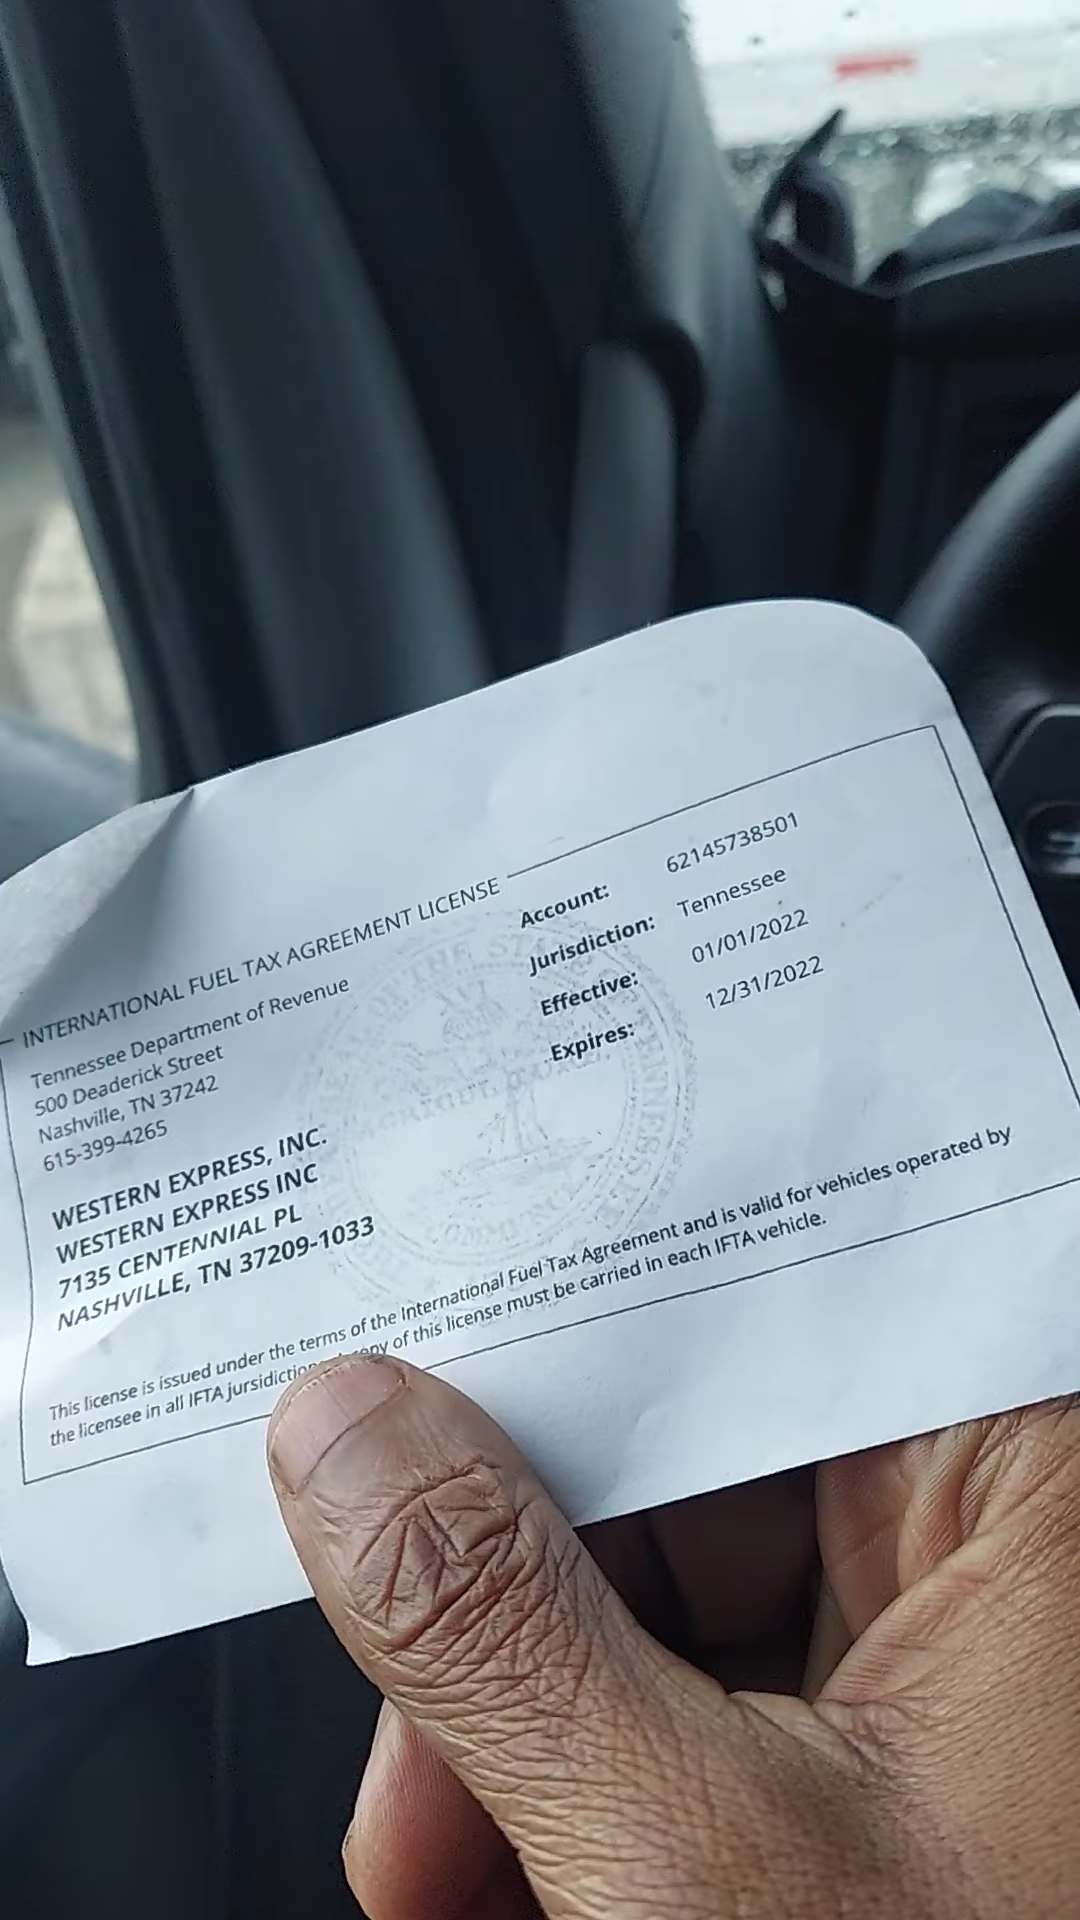 INTERNATIONAL FUEL TAX AGREEMENT LICENSE
Tennessee Department of Revenue
500 Deaderick Street
Nashville, TN 37242
615-399-4265
WESTERN EXPRESS, INC.
WESTERN EXPRESS INC
7135 CENTENNIAL PL
NASHVILLE, TN 37209-1033
Account: 62145738501
Jurisdiction: Tennessee
Effective: 01/01/2022
Expires: 12/31/2022
This license is issued under the terms of the International Fuel Tax Agreement and is valid for vehicles operated by
the licensee in all IFTA jursidictions copy of this license must be carried in each IFTA vehicle.